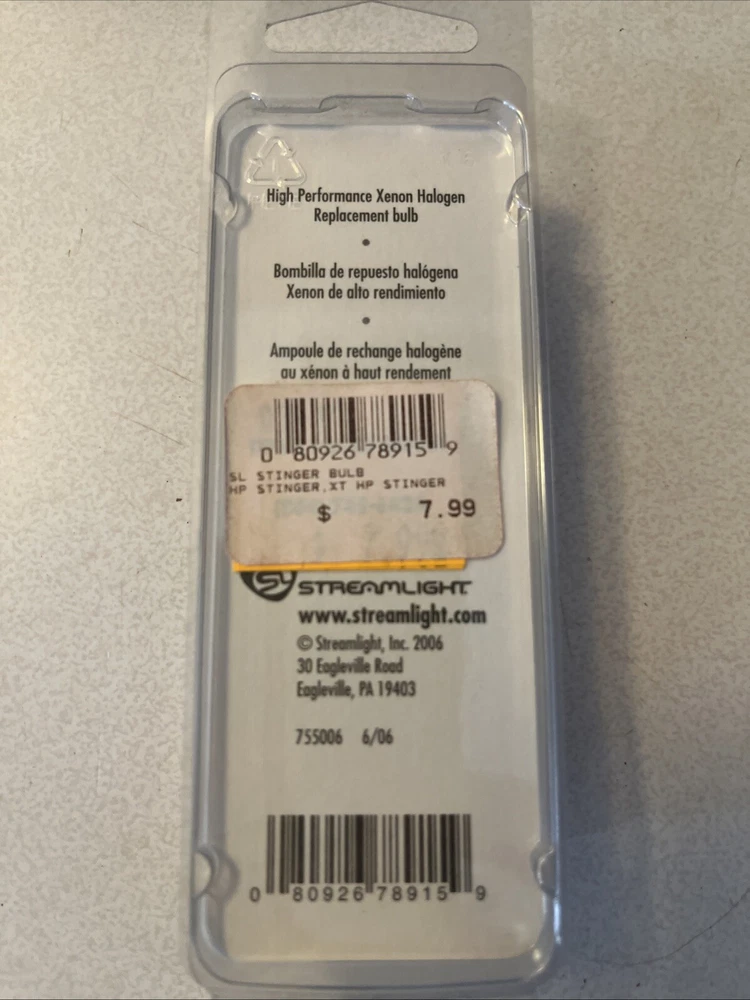 High Performance Xenon Halogen
Replacement bulb
•
Bombilla de repuesto halógena
Xenon de alto rendimiento
•
Ampoule de rechange halogène
au xénon à haut rendement
0 80926 78915 9
SL STINGER BULB
HP STINGER,XT HP STINGER
$ 7.99
STREAMLIGHT
www.streamlight.com
© Streamlight, Inc. 2006
30 Eagleville Road
Eagleville, PA 19403
755006 6/06
0 80926 78915 9